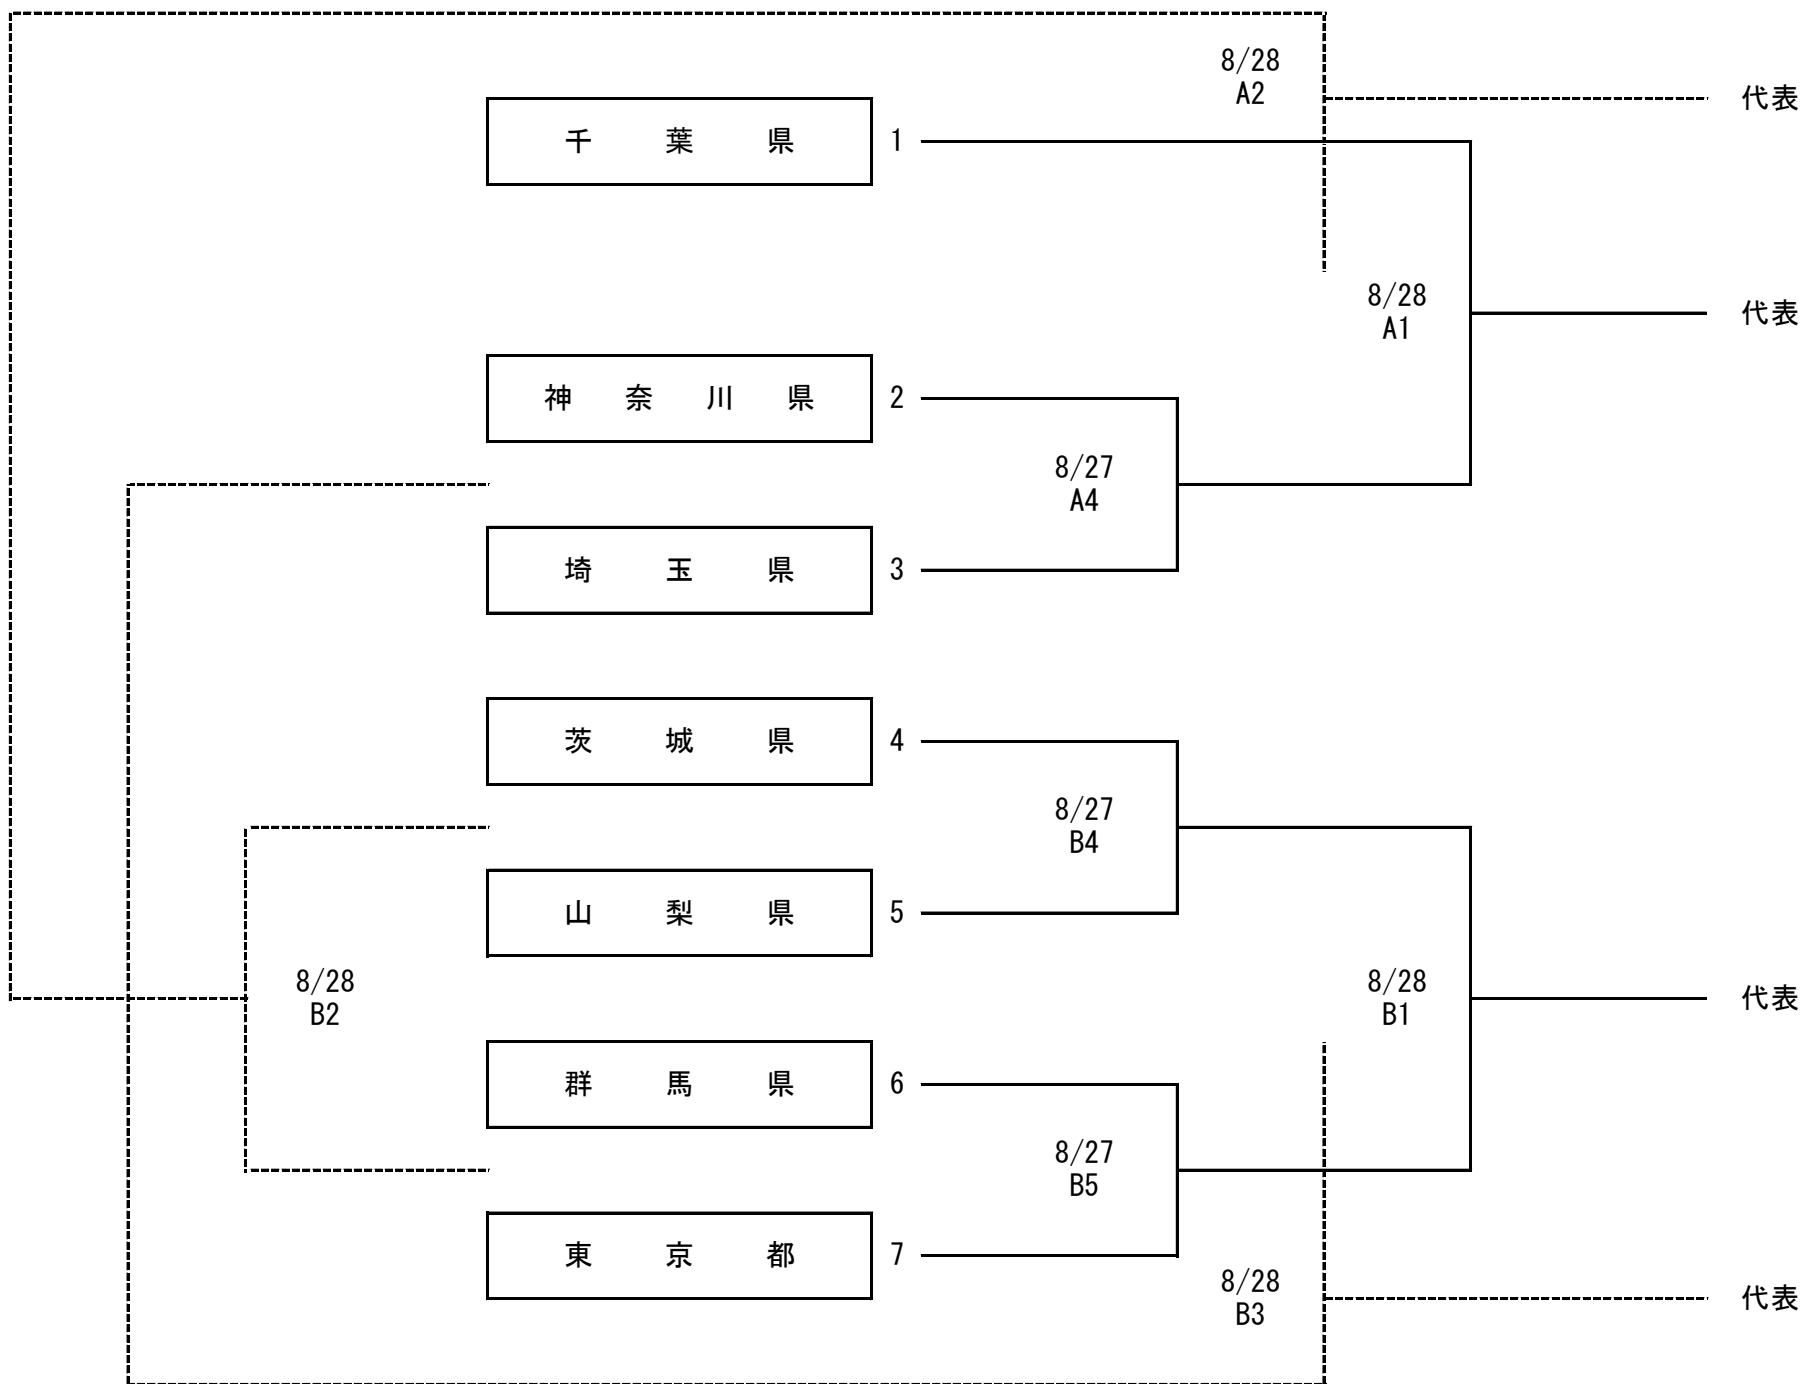 8/28
A2
代表
千葉県 1
8/28
A1
代表
神奈川県 2
8/27
A4
埼玉県 3
茨城県 4
8/27
B4
山梨県 5
8/28
B2
8/28
B1
代表
群馬県 6
8/27
B5
東京都 7
8/28
B3
代表